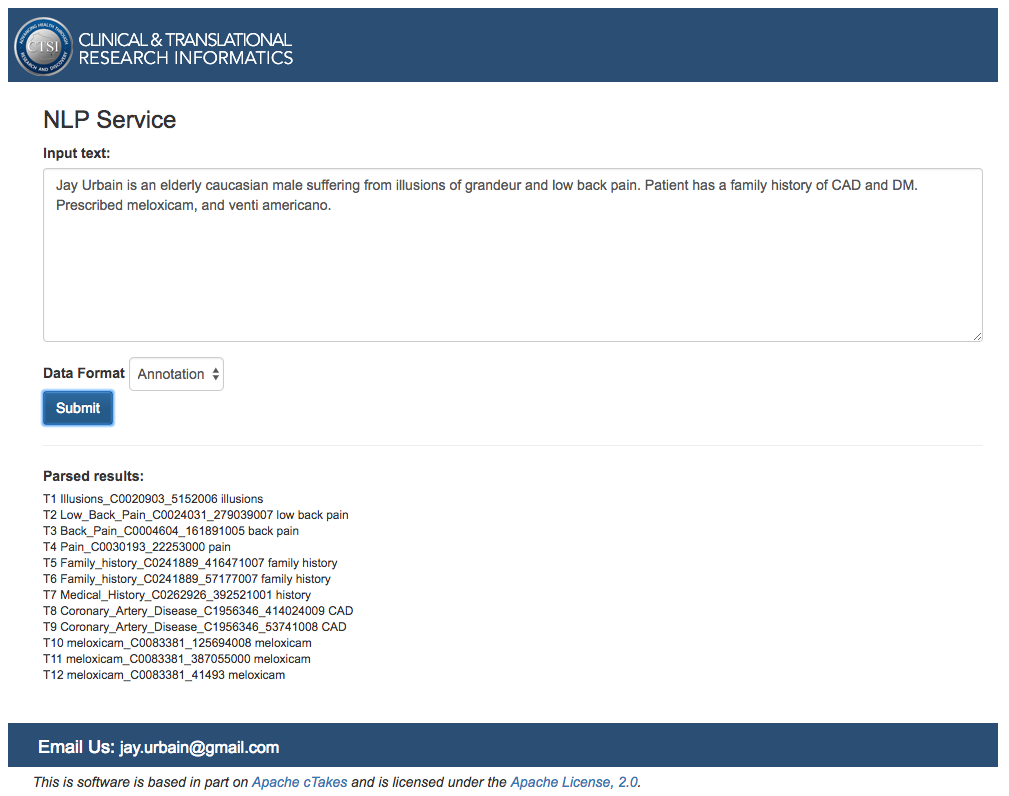 ADVANCING HEALTH THROUGH
CTSI
RESEARCH AND DISCOVERY
CLINICAL & TRANSLATIONAL
RESEARCH INFORMATICS
NLP Service
Input text:
Jay Urbain is an elderly caucasian male suffering from illusions of grandeur and low back pain. Patient has a family history of CAD and DM.
Prescribed meloxicam, and venti americano.
Data Format Annotation
Submit
Parsed results:
T1 Illusions_C0020903_5152006 illusions
T2 Low_Back_Pain_C0024031_279039007 low back pain
T3 Back_Pain_C0004604_161891005 back pain
T4 Pain_C0030193_22253000 pain
T5 Family_history_C0241889_416471007 family history
T6 Family_history_C0241889_57177007 family history
T7 Medical_History_C0262926_392521001 history
T8 Coronary_Artery_Disease_C1956346_414024009 CAD
T9 Coronary_Artery_Disease_C1956346_53741008 CAD
T10 meloxicam_C0083381_125694008 meloxicam
T11 meloxicam_C0083381_387055000 meloxicam
T12 meloxicam_C0083381_41493 meloxicam
Email Us: jay.urbain@gmail.com
This is software is based in part on Apache cTakes and is licensed under the Apache License, 2.0.